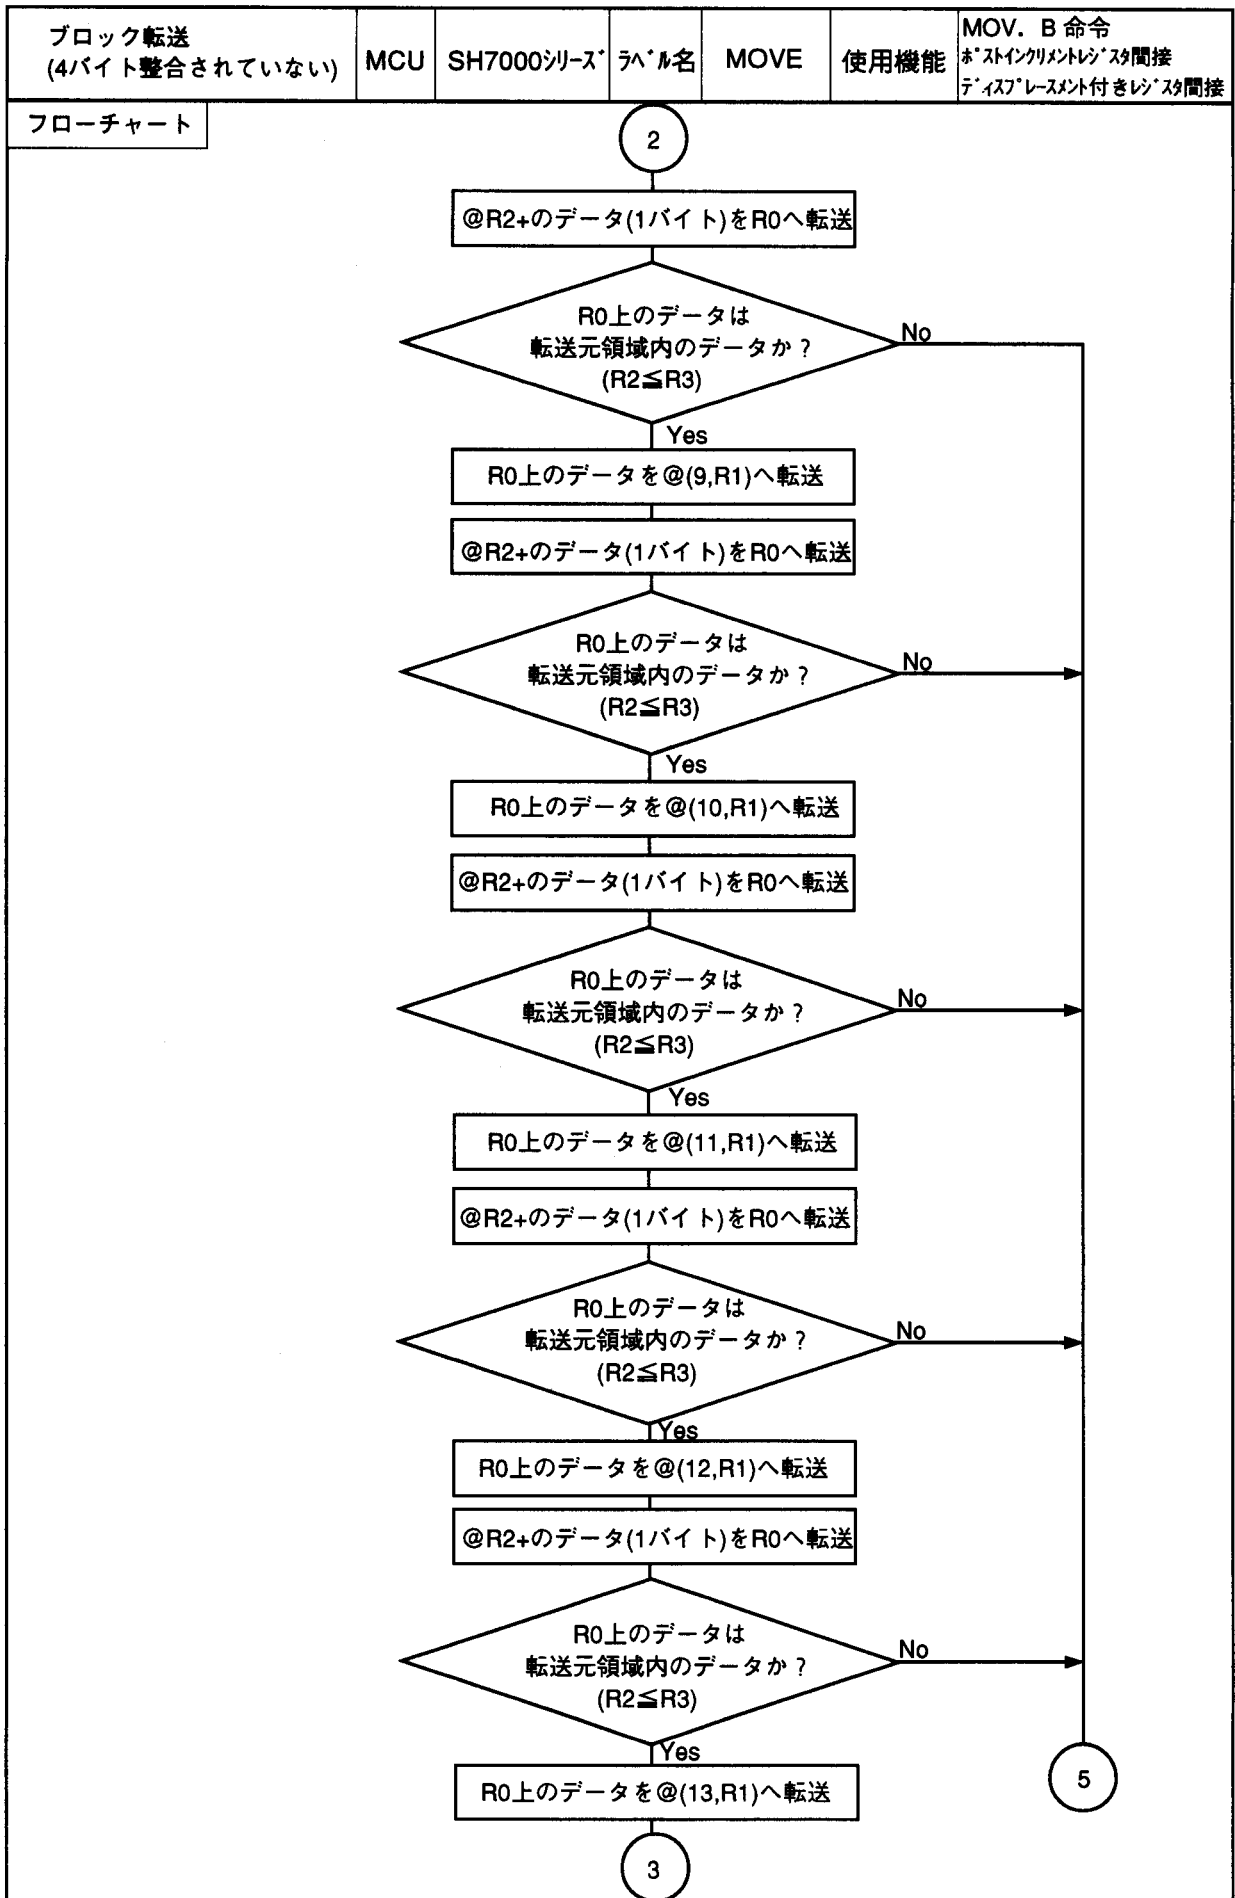 ブロック転送
(4バイト整合されていない)
MCU
SH7000シリーズ
ラベル名
MOVE
使用機能
MOV. B 命令
ポストインクリメントレジスタ間接
ディスプレースメント付きレジスタ間接
フローチャート
2
@R2+のデータ(1バイト)をR0へ転送
R0上のデータは
転送元領域内のデータか？
(R2≦R3)
No
Yes
R0上のデータを@(9,R1)へ転送
@R2+のデータ(1バイト)をR0へ転送
R0上のデータは
転送元領域内のデータか？
(R2≦R3)
No
Yes
R0上のデータを@(10,R1)へ転送
@R2+のデータ(1バイト)をR0へ転送
R0上のデータは
転送元領域内のデータか？
(R2≦R3)
No
Yes
R0上のデータを@(11,R1)へ転送
@R2+のデータ(1バイト)をR0へ転送
R0上のデータは
転送元領域内のデータか？
(R2≦R3)
No
Yes
R0上のデータを@(12,R1)へ転送
@R2+のデータ(1バイト)をR0へ転送
R0上のデータは
転送元領域内のデータか？
(R2≦R3)
No
Yes
R0上のデータを@(13,R1)へ転送
5
3